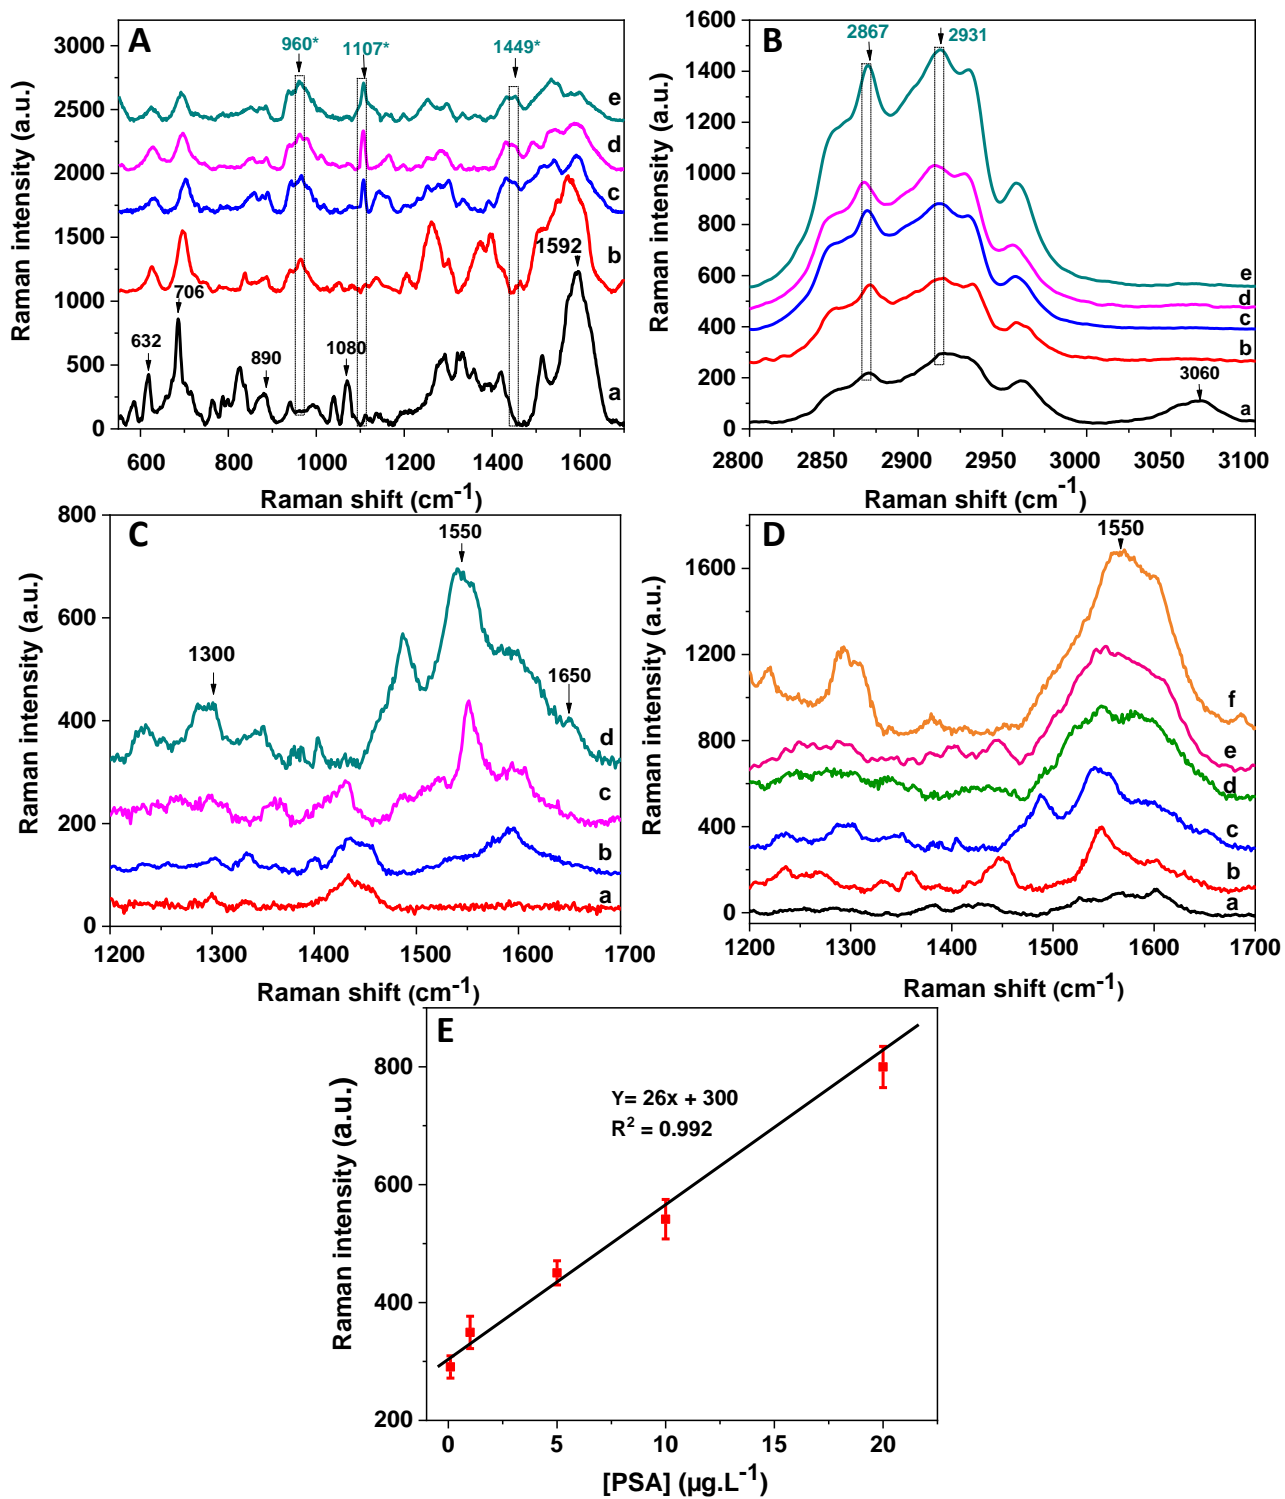 A
960*
1107*
1449*
3000
2500
2000
1500
1000
500
0
e
d
c
b
a
1592
706
632
890
1080
600
800
1000
1200
1400
1600
Raman intensity (a.u.)
Raman shift (cm-1)
B
2867
2931
1600
1400
1200
1000
800
600
400
200
0
e
d
c
b
a
3060
2800
2850
2900
2950
3000
3050
3100
Raman intensity (a.u.)
Raman shift (cm-1)
C
1550
1300
1650
800
600
400
200
0
d
c
b
a
1200
1300
1400
1500
1600
1700
Raman intensity (a.u.)
Raman shift (cm-1)
D
1550
1600
1200
800
400
0
f
e
d
c
b
a
1200
1300
1400
1500
1600
1700
Raman intensity (a.u.)
Raman shift (cm-1)
E
Y= 26x + 300
R2 = 0.992
800
600
400
200
0
5
10
15
20
Raman intensity (a.u.)
[PSA] (µg.L-1)